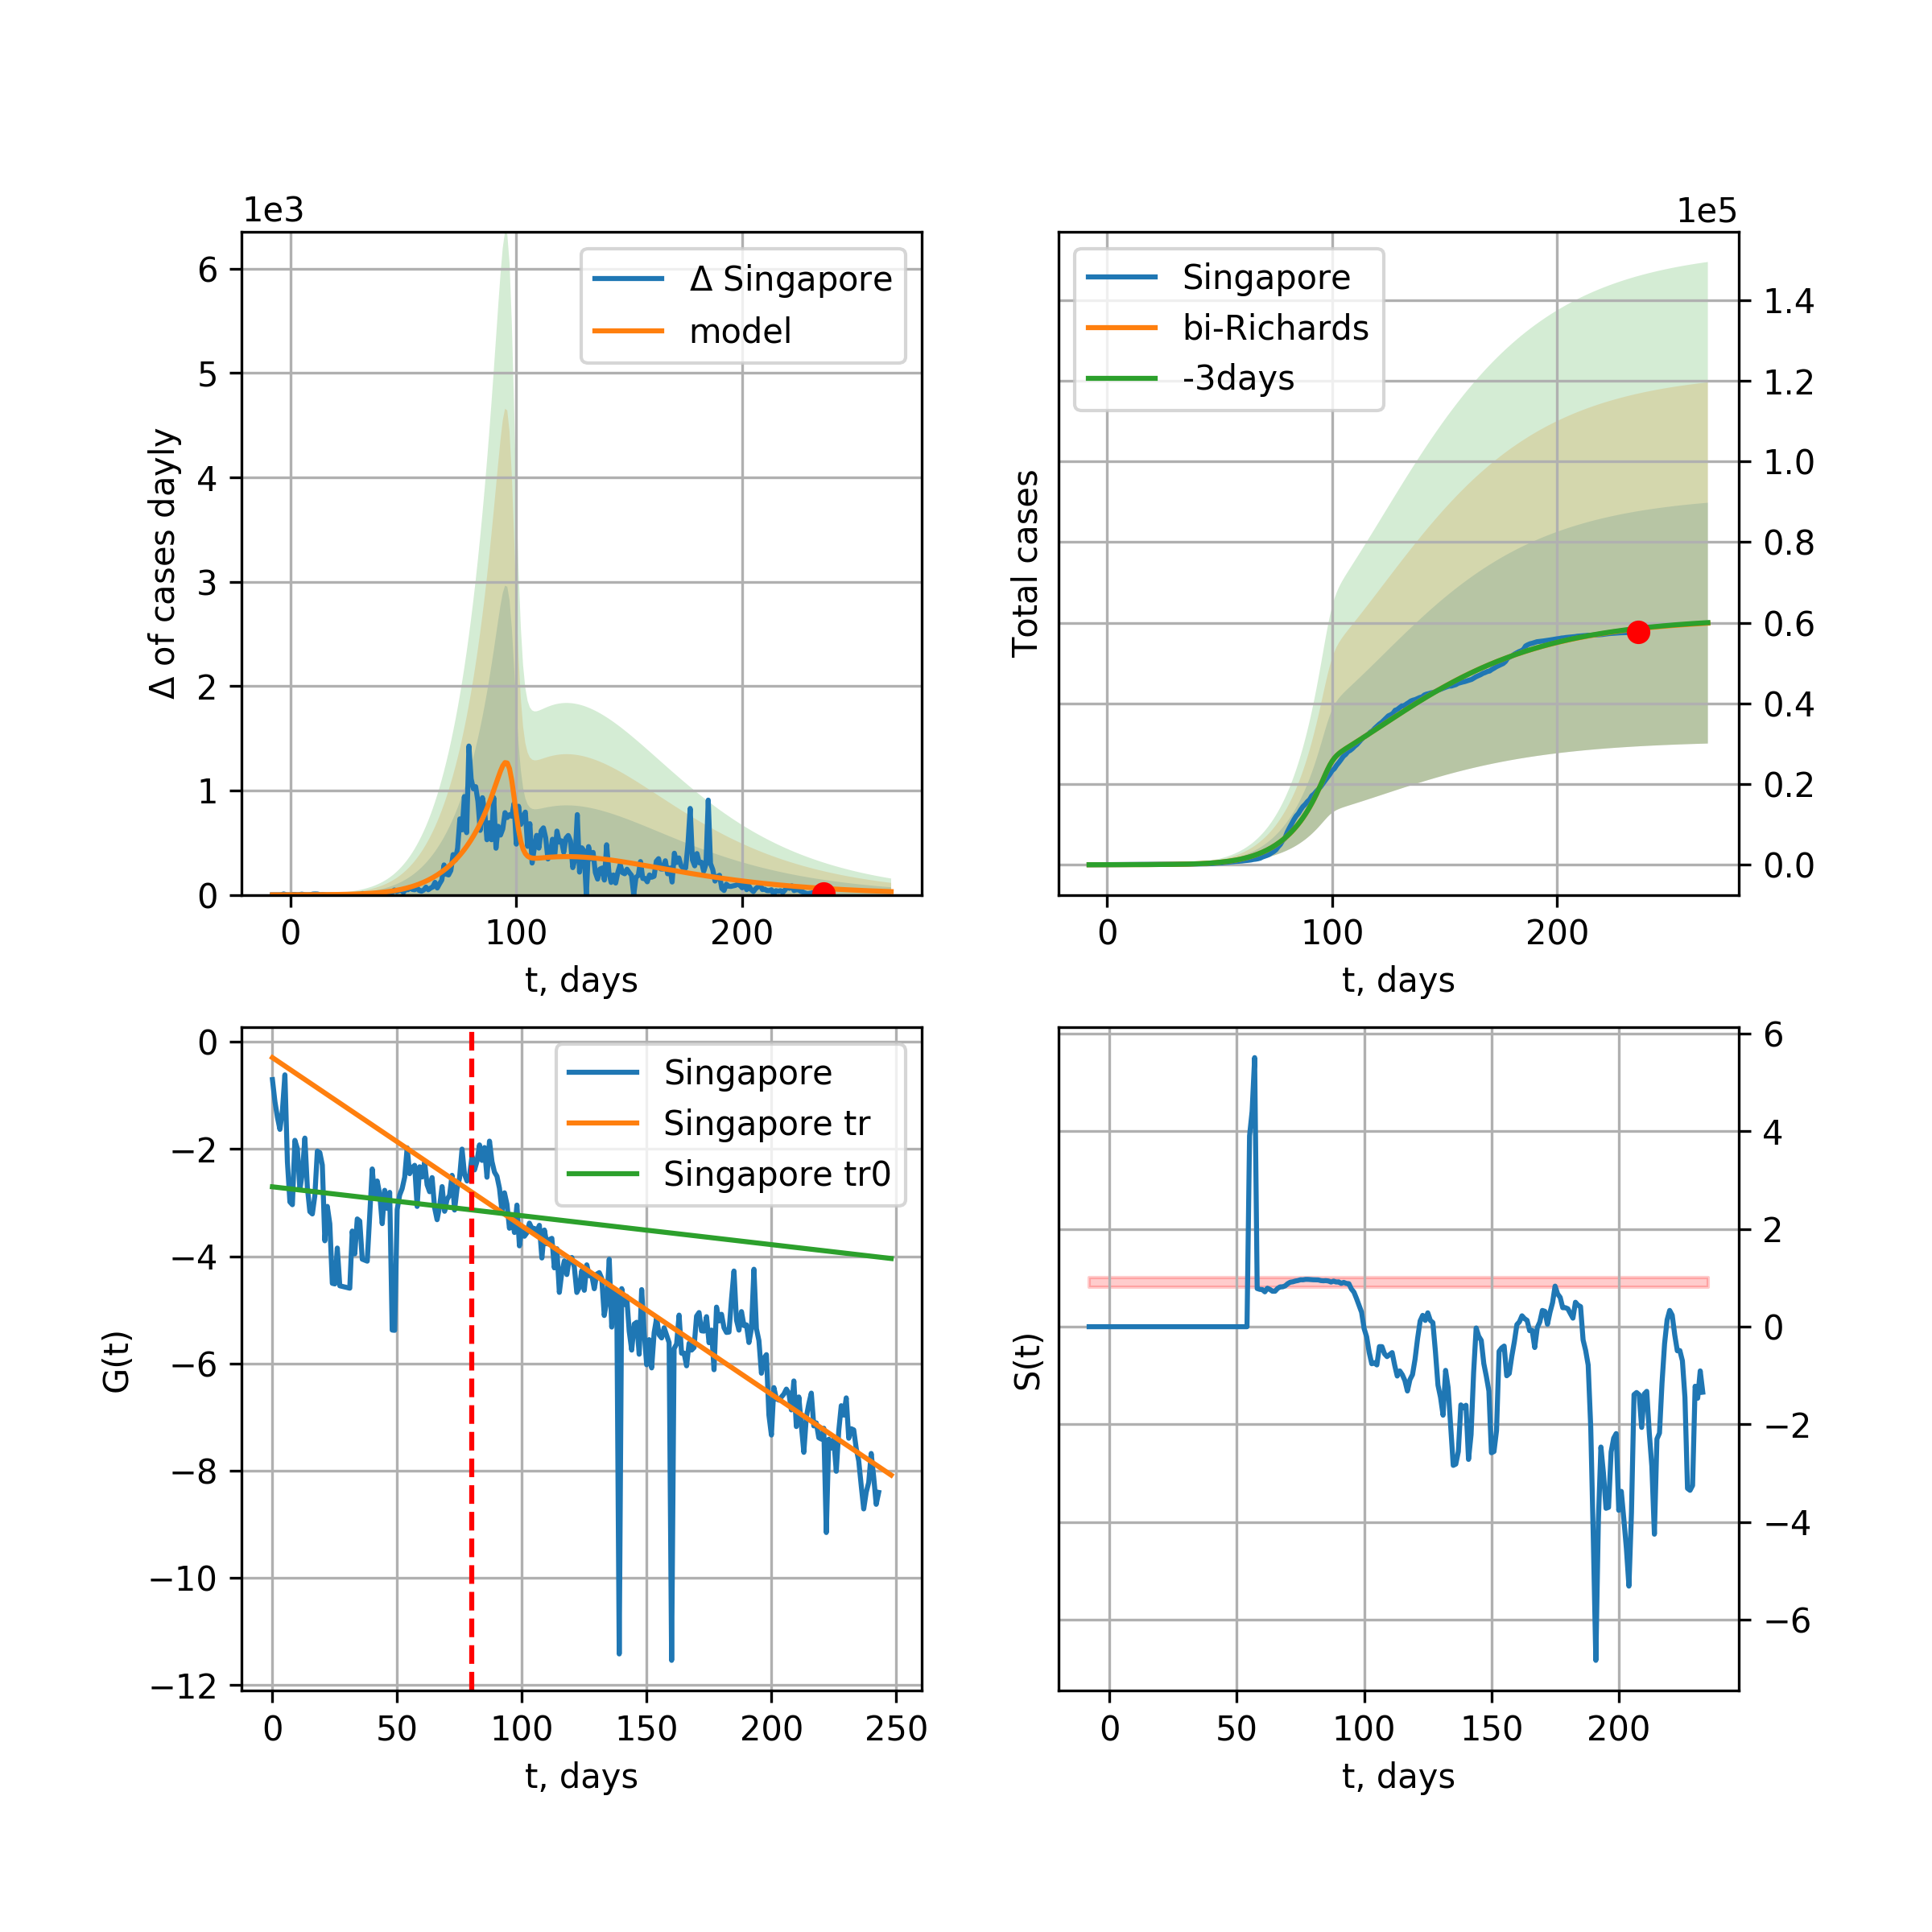 1e3
6
5
4
3
2
1
0
Δ of cases dayly
0 100 200
t, days
Δ Singapore
model
1e5
1.4
1.2
1.0
0.8
0.6
0.4
0.2
0.0
Total cases
0 100 200
t, days
Singapore
bi-Richards
-3days
0
−2
−4
−6
−8
−10
−12
G(t)
0 50 100 150 200 250
t, days
Singapore
Singapore tr
Singapore tr0
6
4
2
0
−2
−4
−6
S(t)
0 50 100 150 200
t, days